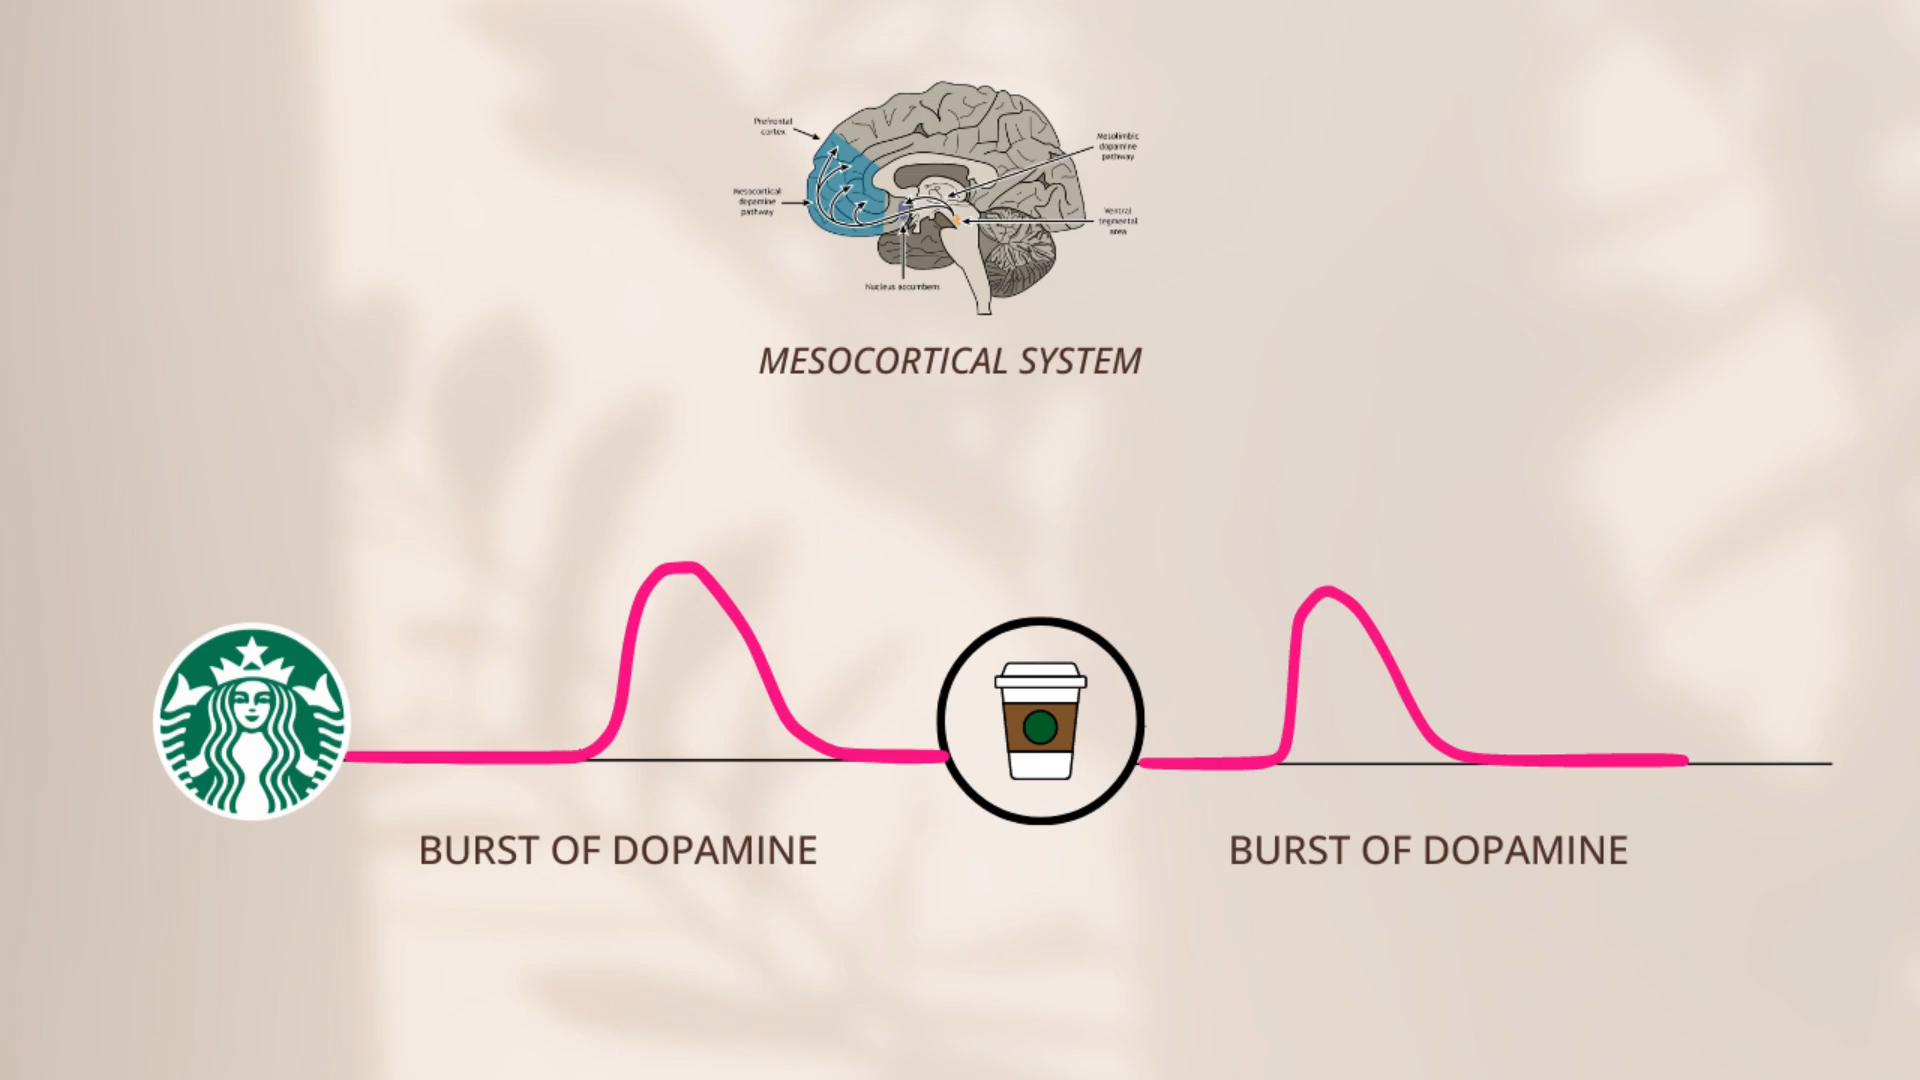 Prefrontal
cortex
Mesolimbic
dopamine
pathway
Mesocortical
dopamine
pathway
Ventral
tegmental
area
Nucleus accumbens
MESOCORTICAL SYSTEM
BURST OF DOPAMINE
BURST OF DOPAMINE